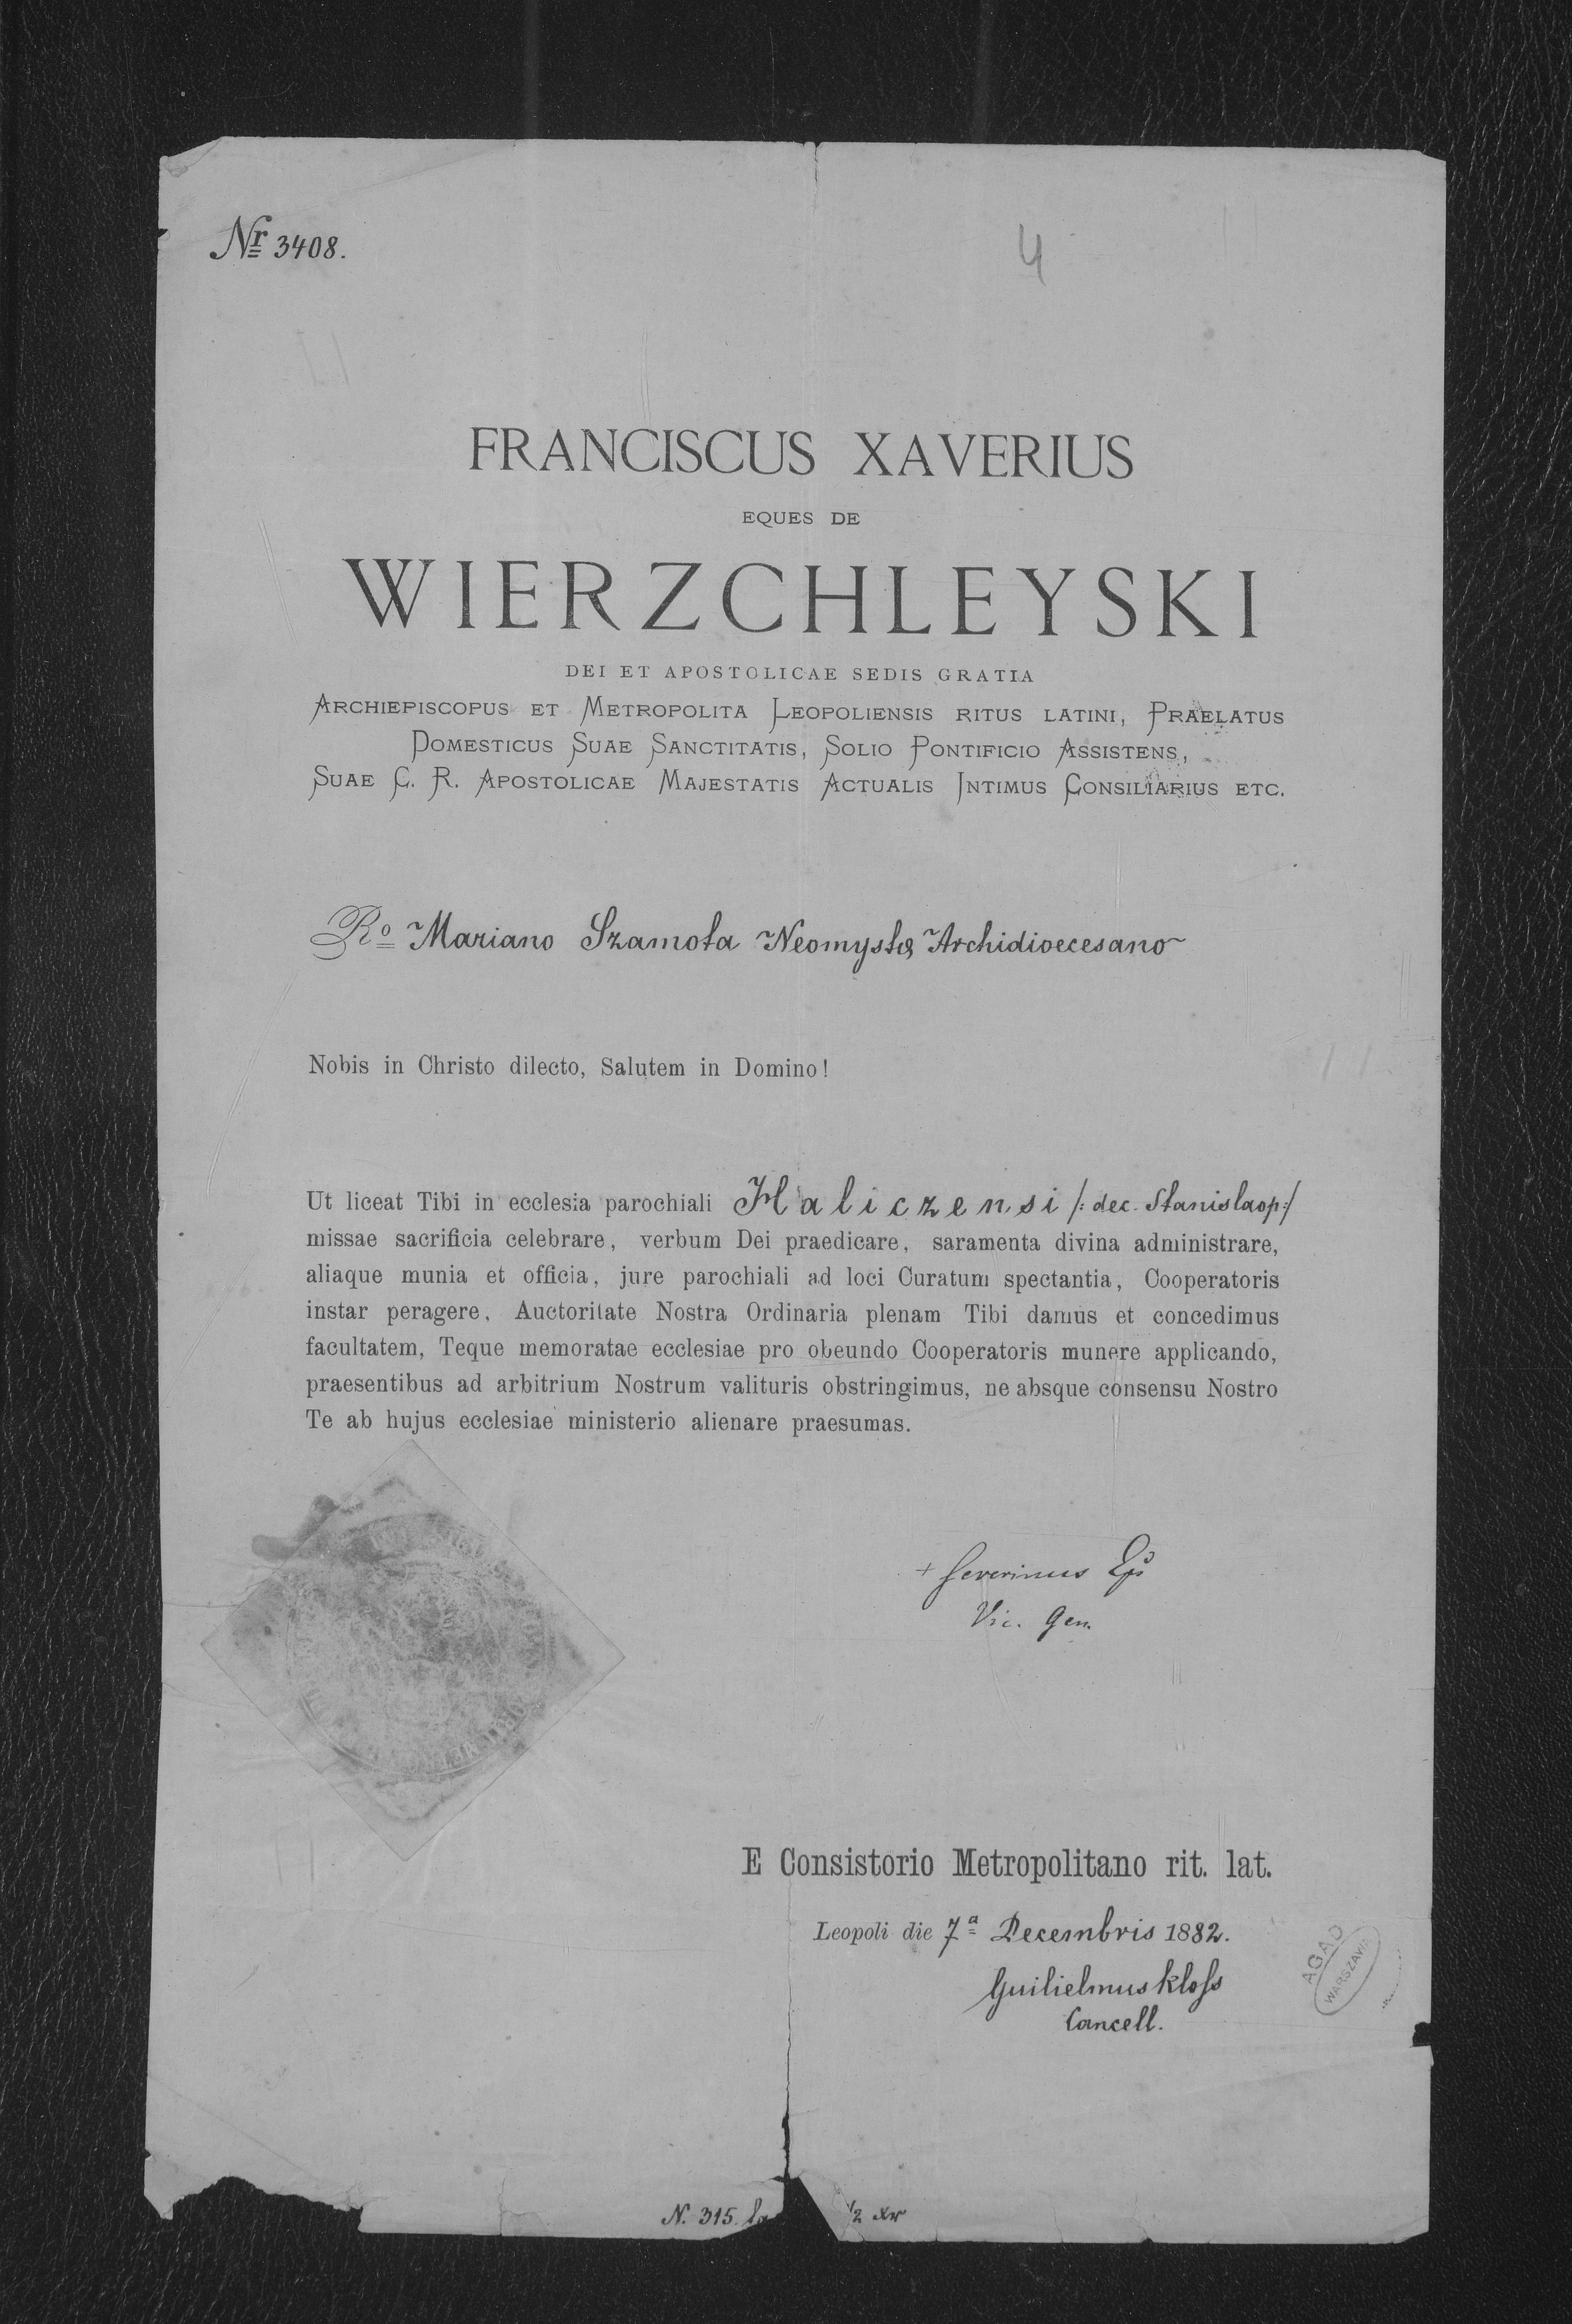 Nr 3408.
4
FRANCISCUS XAVERIUS
EQUES DE
WIERZCHLEYSKI
DEI ET APOSTOLICAE SEDIS GRATIA
ARCHIEPISCOPUS ET METROPOLITA LEOPOLIENSIS RITUS LATINI, PRAELATUS
DOMESTICUS SUAE SANCTITATIS, SOLIO PONTIFICIO ASSISTENS,
SUAE C. R. APOSTOLICAE MAJESTATIS ACTUALIS INTIMUS CONSILIARIUS ETC.
Ro Mariano Szamota Neomystae Archidioecesano
Nobis in Christo dilecto, Salutem in Domino!
Ut liceat Tibi in ecclesia parochiali Haliczensi /: dec. Stanislaop :/
missae sacrificia celebrare, verbum Dei praedicare, saramenta divina administrare,
aliaque munia et officia, jure parochiali ad loci Curatum spectantia, Cooperatoris
instar peragere, Auctoritate Nostra Ordinaria plenam Tibi damus et concedimus
facultatem, Teque memoratae ecclesiae pro obeundo Cooperatoris munere applicando,
praesentibus ad arbitrium Nostrum valituris obstringimus, ne absque consensu Nostro
Te ab hujus ecclesiae ministerio alienare praesumas.
+ Severinus Eps
Vic. Gen.
E Consistorio Metropolitano rit. lat.
Leopoli die 7a Decembris 1882.
Guilielmus Kloss
Cancell.
AGAD
WARSZAWA
N. 315. 1/2 xr